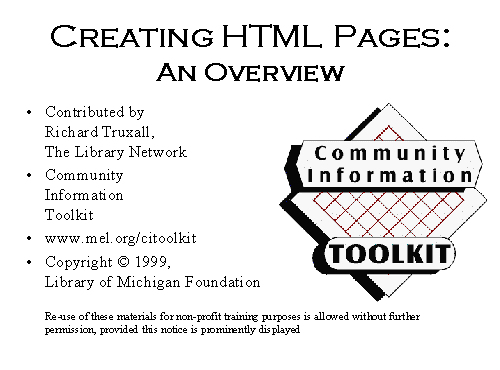 CREATING HTML PAGES:
AN OVERVIEW
• Contributed by
Richard Truxall,
The Library Network
• Community
Information
Toolkit
• www.mel.org/citoolkit
• Copyright © 1999,
Library of Michigan Foundation
Community
Information
TOOLKIT
Re-use of these materials for non-profit training purposes is allowed without further
permission, provided this notice is prominently displayed